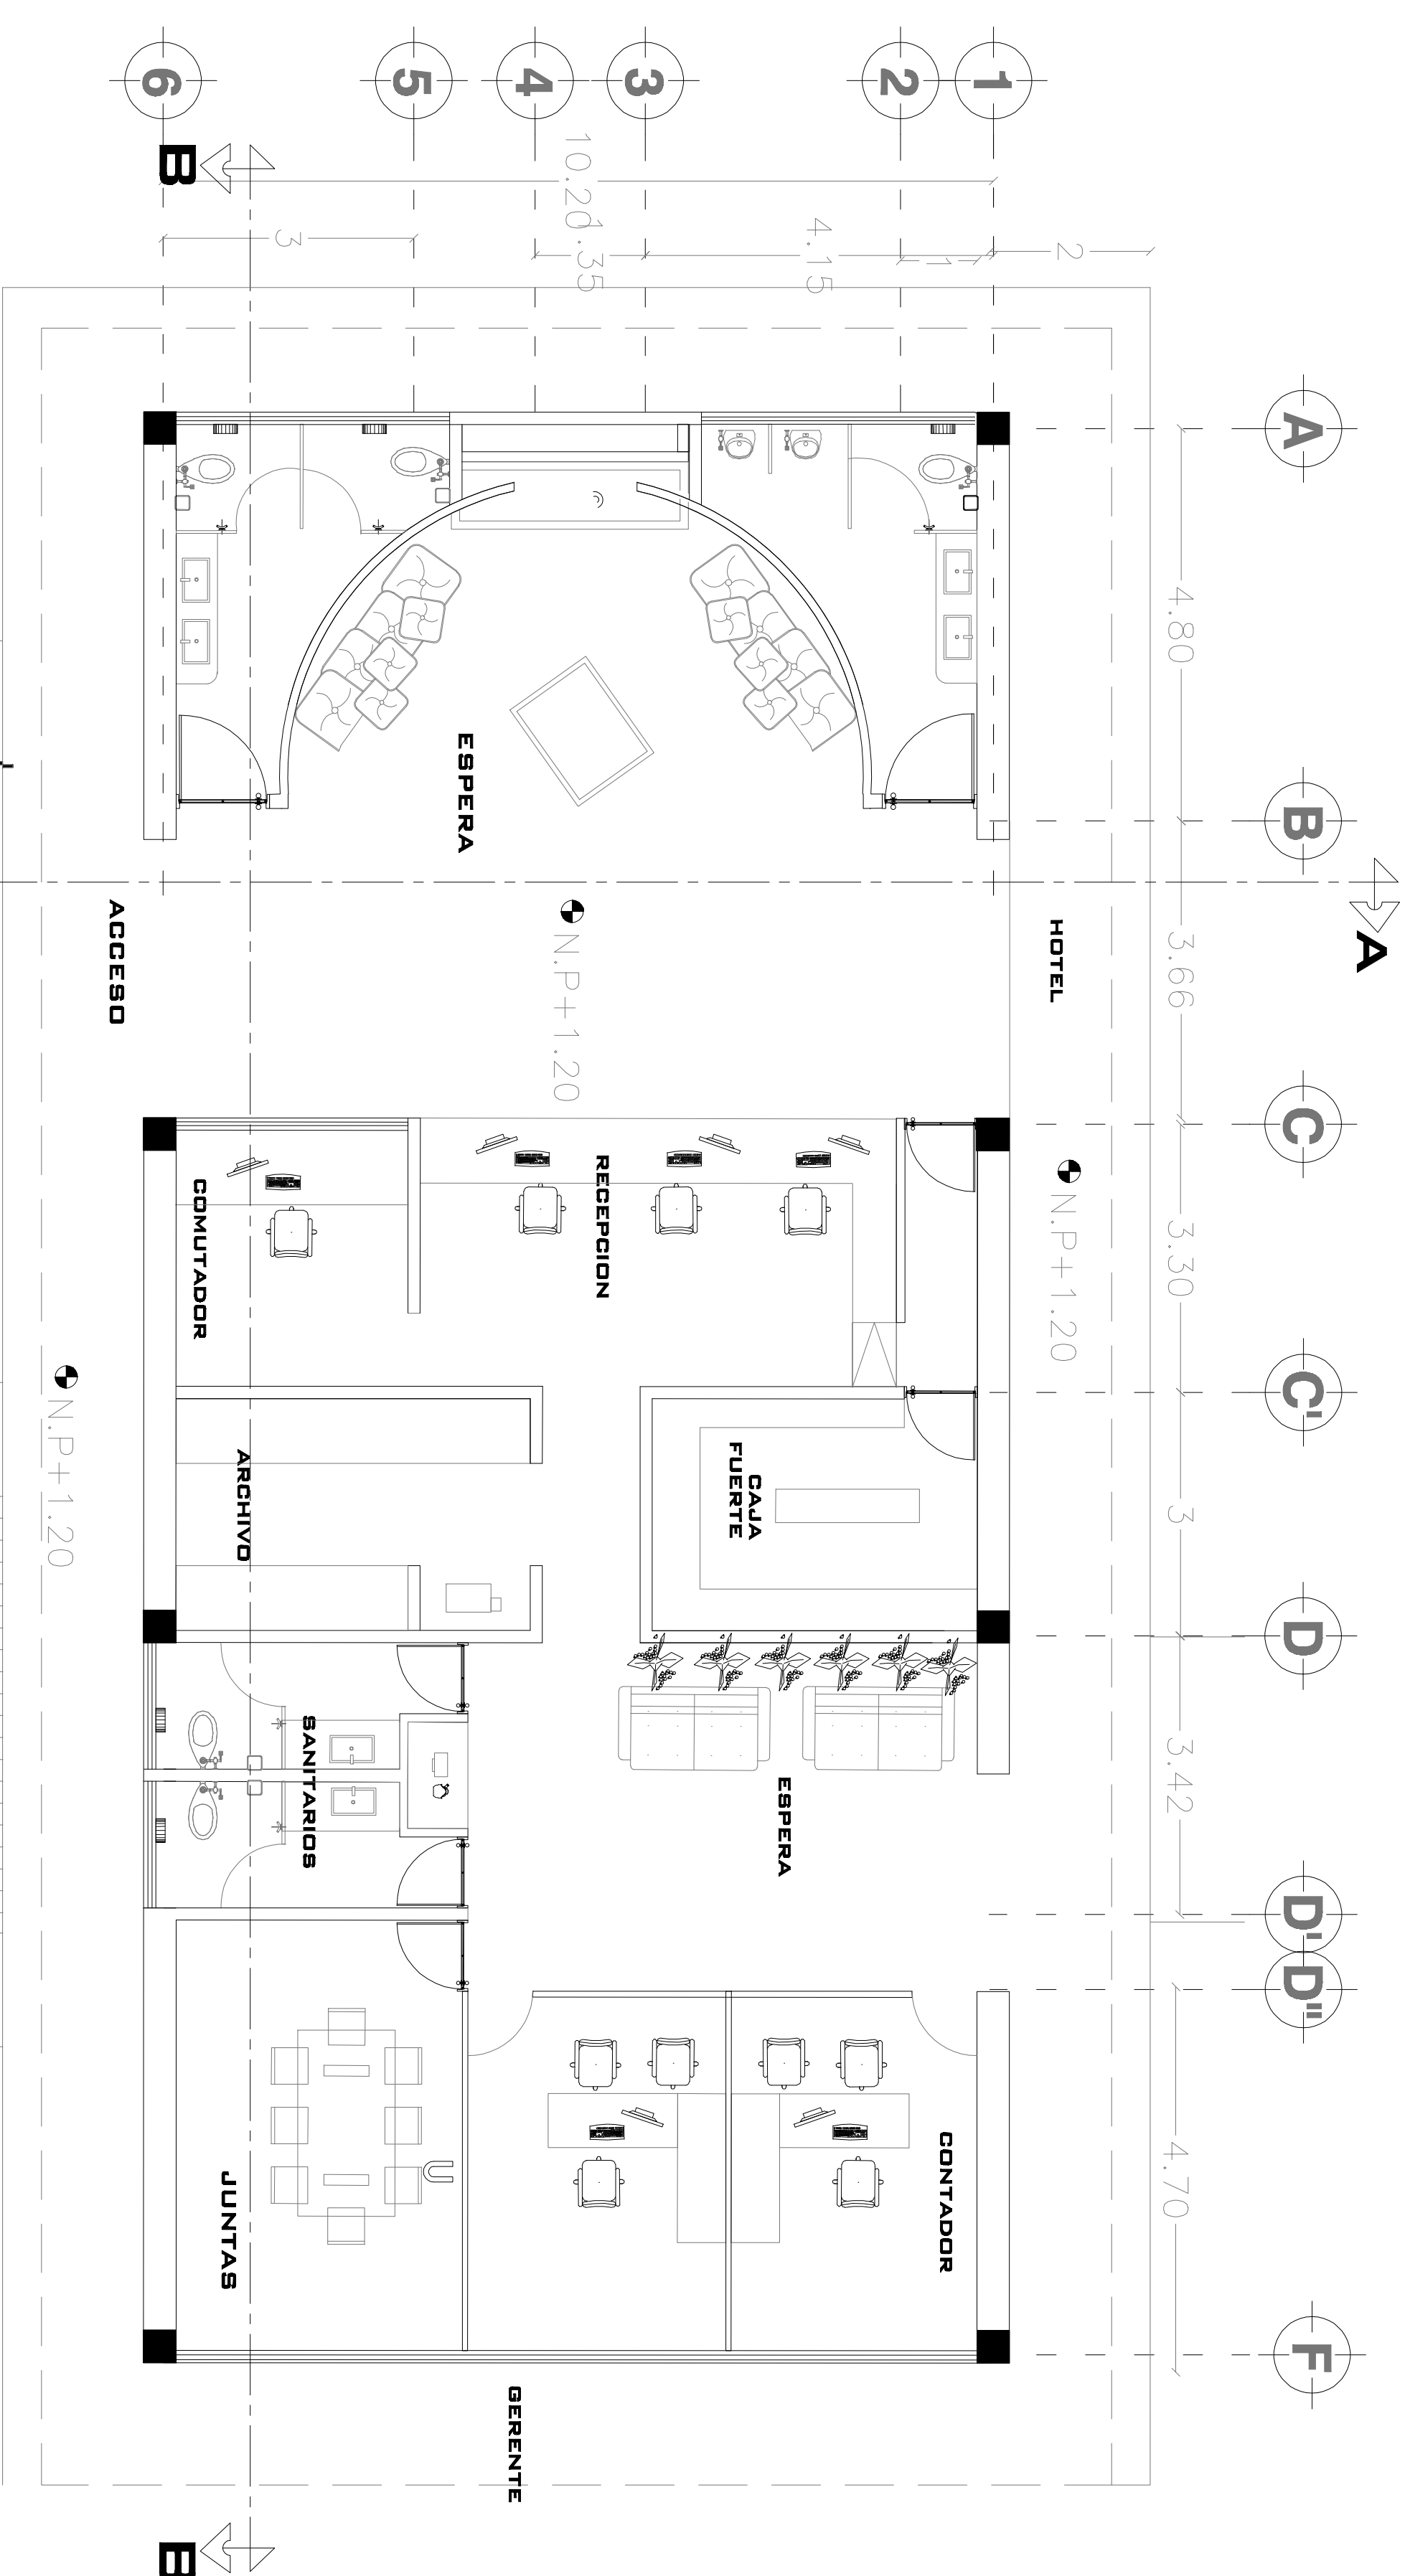 A
B
C
C'
D
D'
D"
F
A
4.80
3.66
3.30
3
3.42
4.70
HOTEL
N.P+1.20
1
2
3
4
5
6
2
1
4.15
1.35
10.20
3
B
ESPERA
N.P+1.20
ACCESO
RECEPCION
COMUTADOR
CAJA
FUERTE
ARCHIVO
ESPERA
SANITARIOS
CONTADOR
JUNTAS
GERENTE
N.P+1.20